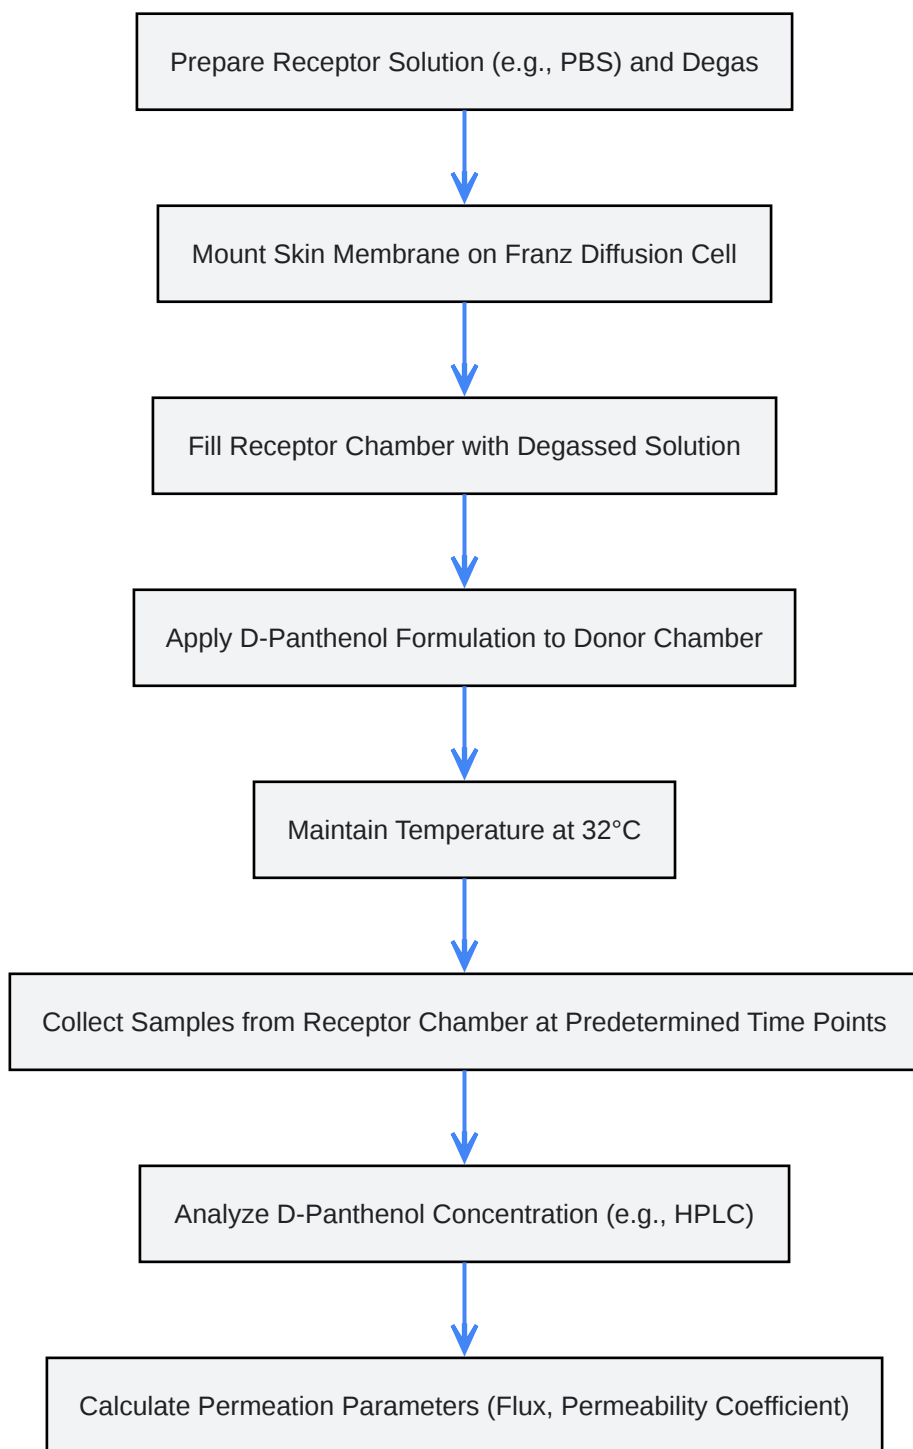 Prepare Receptor Solution (e.g., PBS) and Degas
Mount Skin Membrane on Franz Diffusion Cell
Fill Receptor Chamber with Degassed Solution
Apply D-Panthenol Formulation to Donor Chamber
Maintain Temperature at 32°C
Collect Samples from Receptor Chamber at Predetermined Time Points
Analyze D-Panthenol Concentration (e.g., HPLC)
Calculate Permeation Parameters (Flux, Permeability Coefficient)